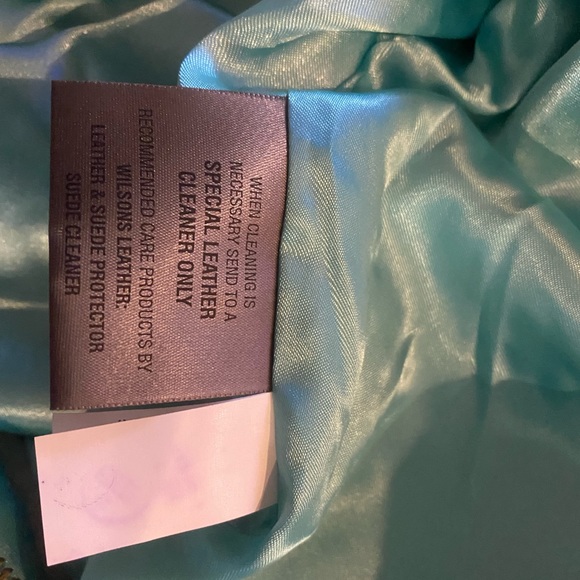 WHEN CLEANING IS
NECESSARY SEND TO A
SPECIAL LEATHER
CLEANER ONLY
RECOMMENDED CARE PRODUCTS BY
WILSONS LEATHER:
LEATHER & SUEDE PROTECTOR
SUEDE CLEANER